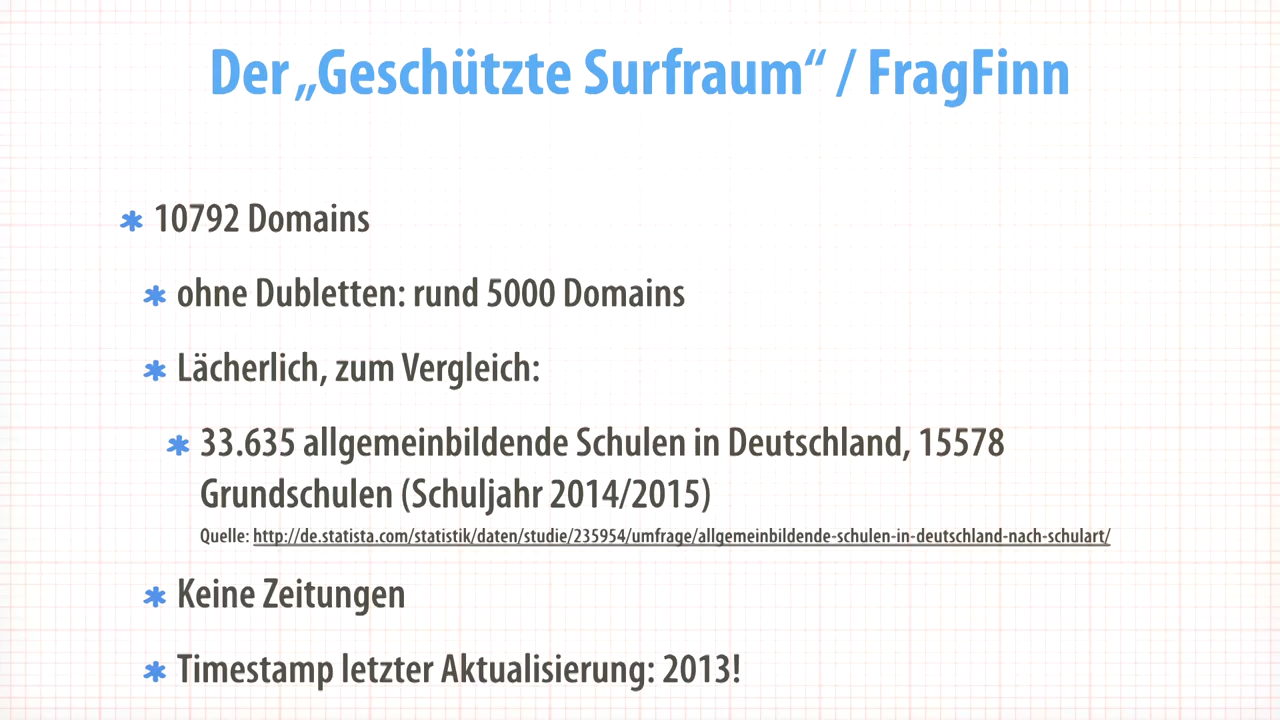 Der „Geschützte Surfraum“ / FragFinn
✱ 10792 Domains
✱ ohne Dubletten: rund 5000 Domains
✱ Lächerlich, zum Vergleich:
✱ 33.635 allgemeinbildende Schulen in Deutschland, 15578
Grundschulen (Schuljahr 2014/2015)
Quelle: http://de.statista.com/statistik/daten/studie/235954/umfrage/allgemeinbildende-schulen-in-deutschland-nach-schulart/
✱ Keine Zeitungen
✱ Timestamp letzter Aktualisierung: 2013!